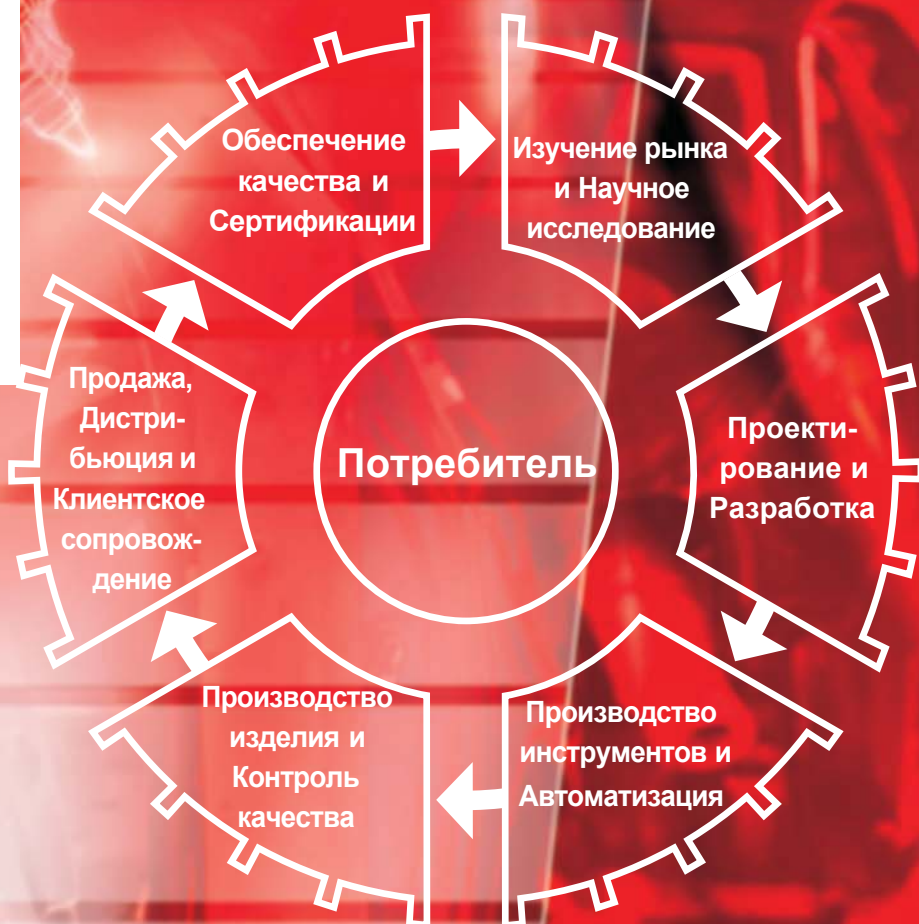 Обеспечение
качества и
Сертификации
Изучение рынка
и Научное
исследование
Проекти-
рование и
Разработка
Производство
инструментов и
Автоматизация
Производство
изделия и
Контроль
качества
Продажа,
Дистри-
бьюция и
Клиентское
сопровож-
дение
Потребитель